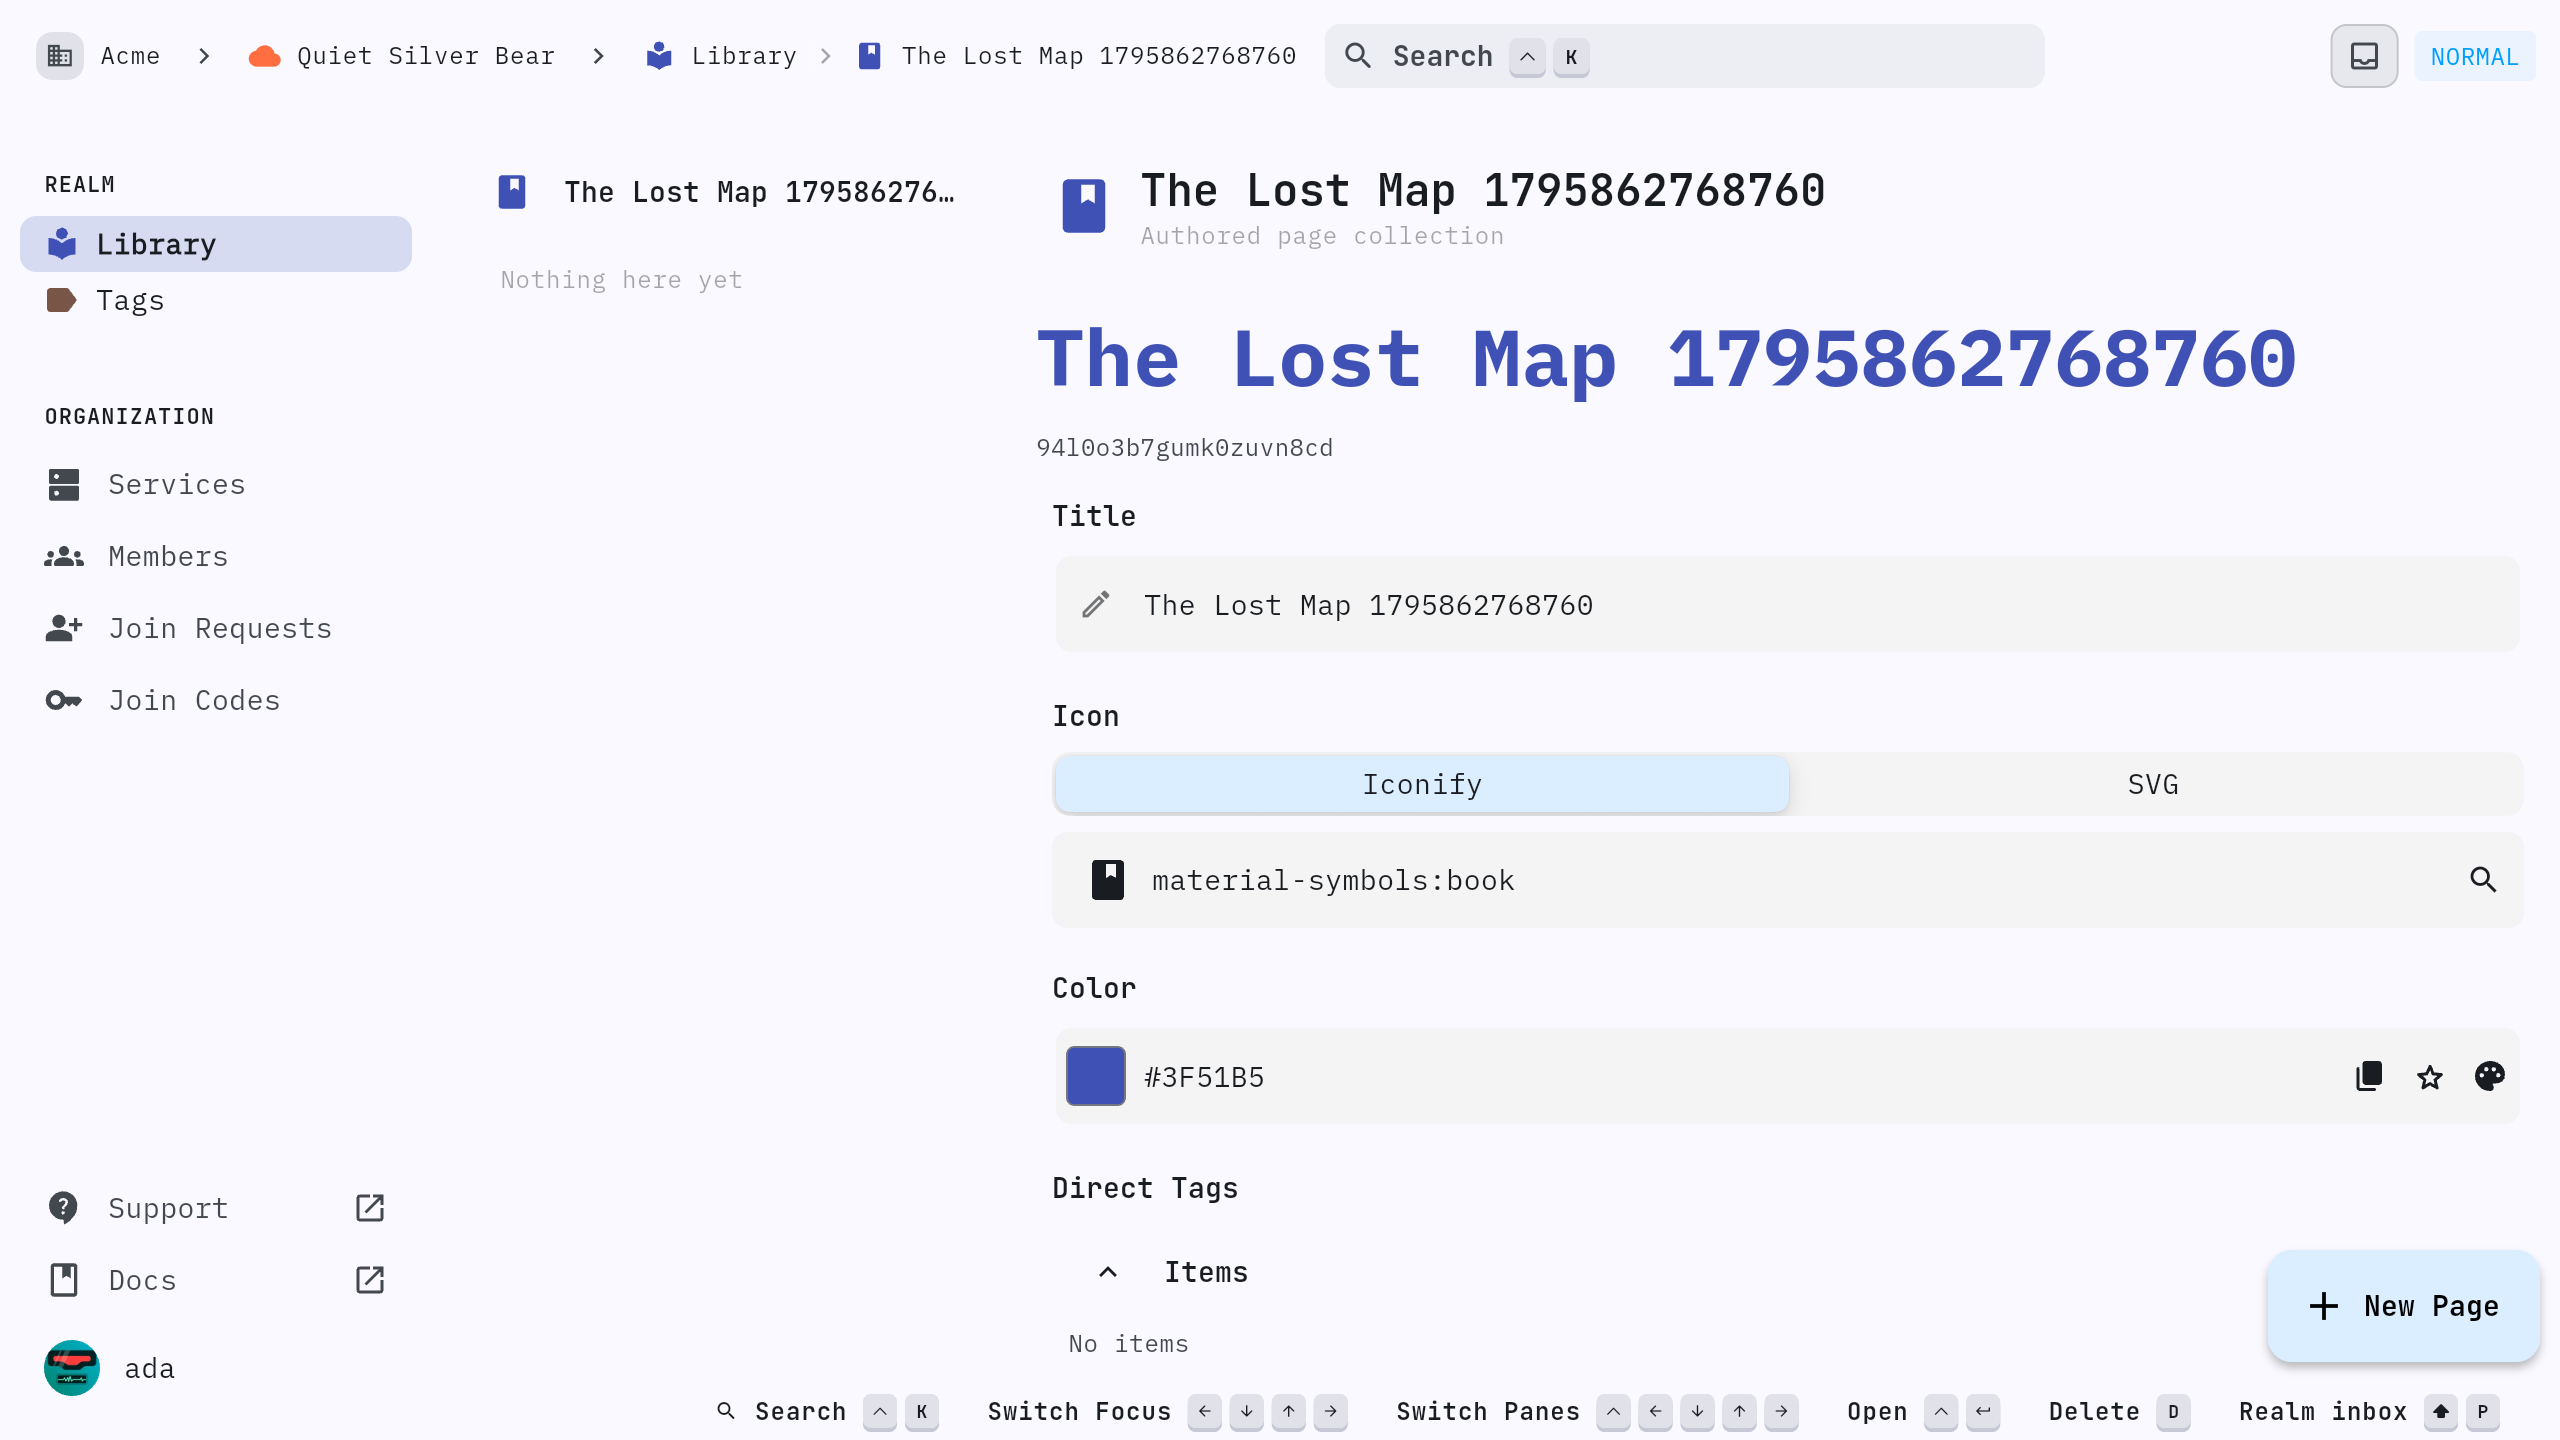 Acme
Quiet Silver Bear
Library
The Lost Map 1795862768760
Search
K
NORMAL
REALM
Library
Tags
ORGANIZATION
Services
Members
Join Requests
Join Codes
Support
Docs
ada
The Lost Map 179586276…
Nothing here yet
The Lost Map 1795862768760
Authored page collection
The Lost Map 1795862768760
94l0o3b7gumk0zuvn8cd
Title
The Lost Map 1795862768760
Icon
Iconify
SVG
material-symbols:book
Color
#3F51B5
Direct Tags
Items
No items
New Page
Search K
Switch Focus
Switch Panes
Open
Delete D
Realm inbox P